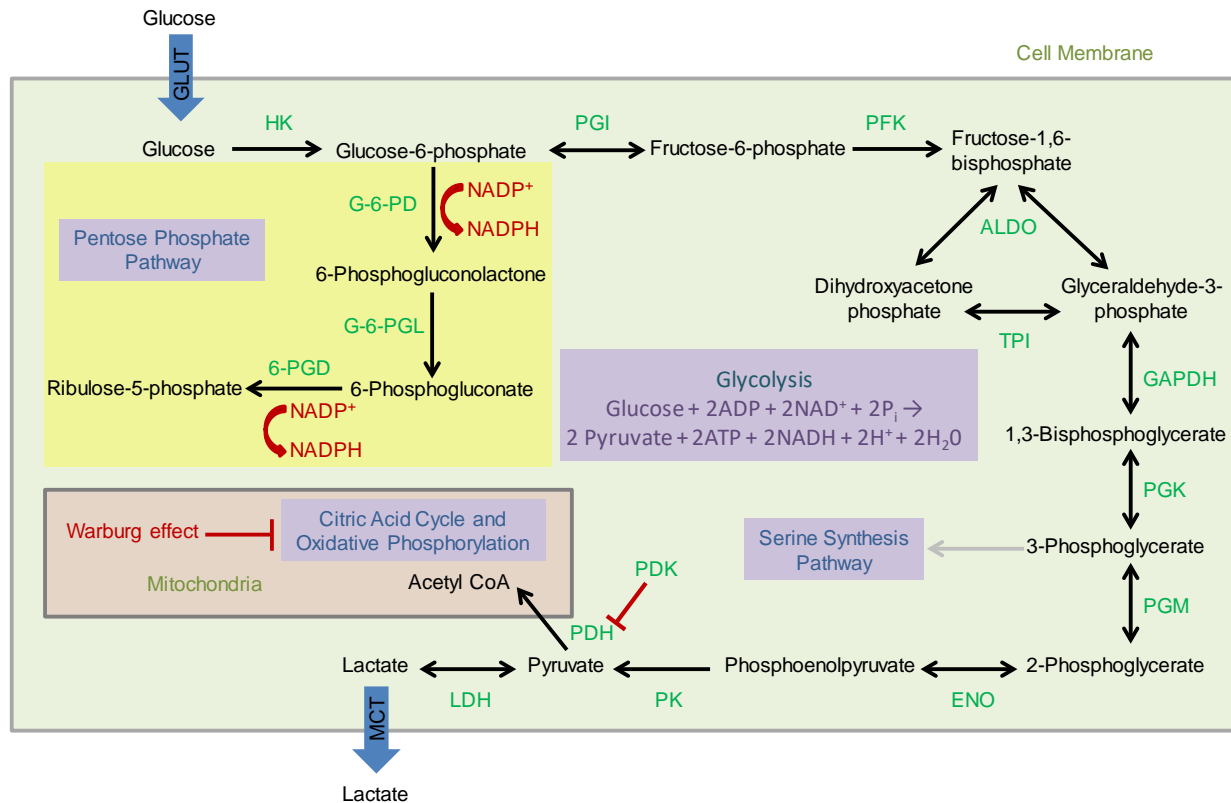 Glucose
GLUT
Cell Membrane
HK
PGI
PFK
Glucose
Glucose-6-phosphate
Fructose-6-phosphate
Fructose-1,6-
bisphosphate
G-6-PD
NADP⁺
NADPH
ALDO
Pentose Phosphate
Pathway
6-Phosphogluconolactone
Dihydroxyacetone
phosphate
Glyceraldehyde-3-
phosphate
TPI
G-6-PGL
6-PGD
Ribulose-5-phosphate
6-Phosphogluconate
NADP⁺
NADPH
Glycolysis
Glucose + 2ADP + 2NAD⁺ + 2Pᵢ →
2 Pyruvate + 2ATP + 2NADH + 2H⁺ + 2H₂0
GAPDH
1,3-Bisphosphoglycerate
PGK
Warburg effect
Citric Acid Cycle and
Oxidative Phosphorylation
Serine Synthesis
Pathway
3-Phosphoglycerate
Mitochondria
Acetyl CoA
PDK
PGM
PDH
Lactate
Pyruvate
Phosphoenolpyruvate
2-Phosphoglycerate
LDH
PK
ENO
MCT
Lactate